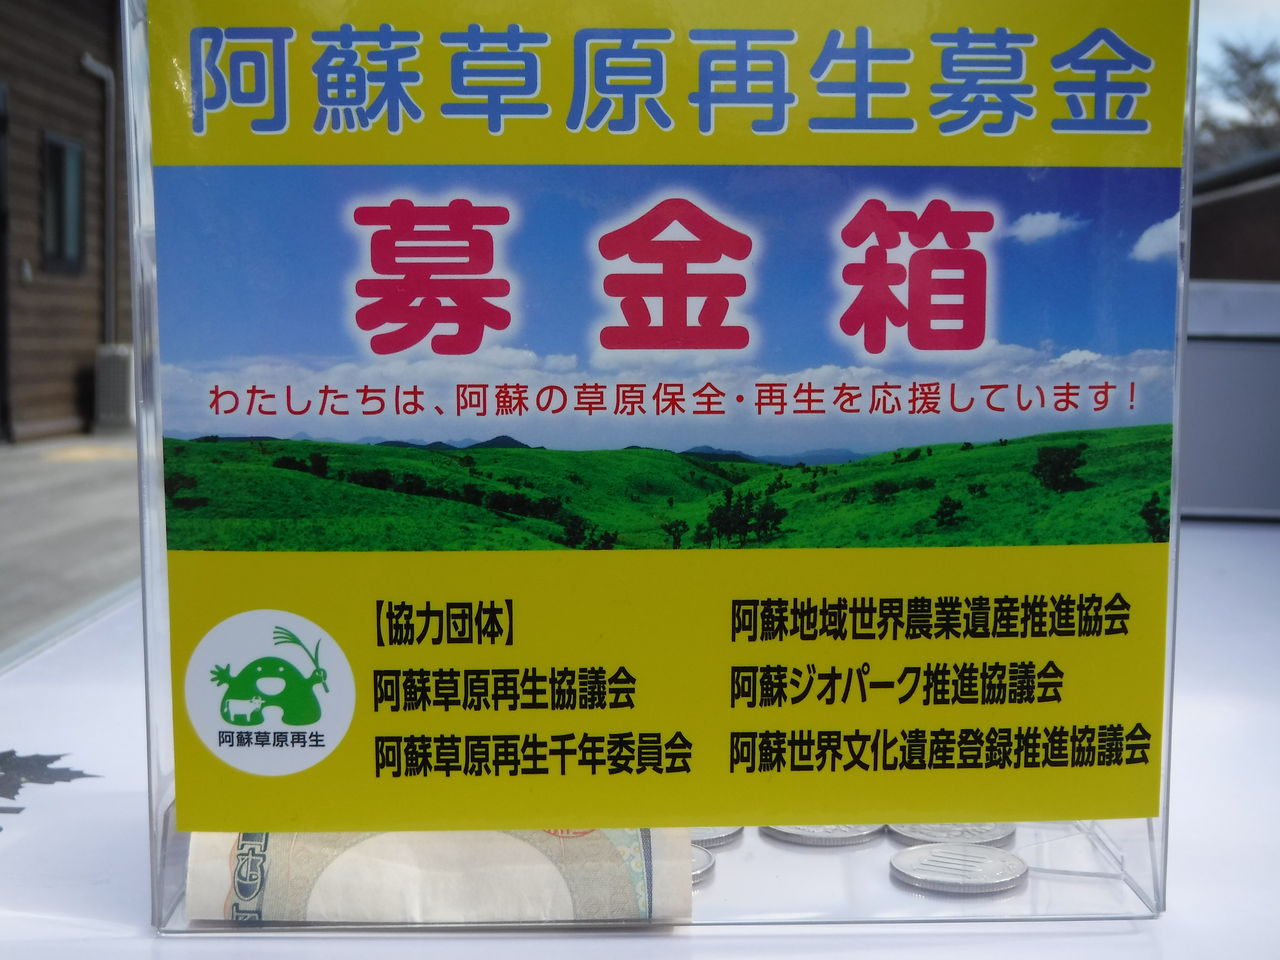 阿蘇草原再生募金
募金箱
わたしたちは、阿蘇の草原保全・再生を応援しています!
【協力団体】
阿蘇草原再生協議会
阿蘇草原再生千年委員会
阿蘇地域世界農業遺産推進協会
阿蘇ジオパーク推進協議会
阿蘇世界文化遺産登録推進協議会
阿蘇草原再生